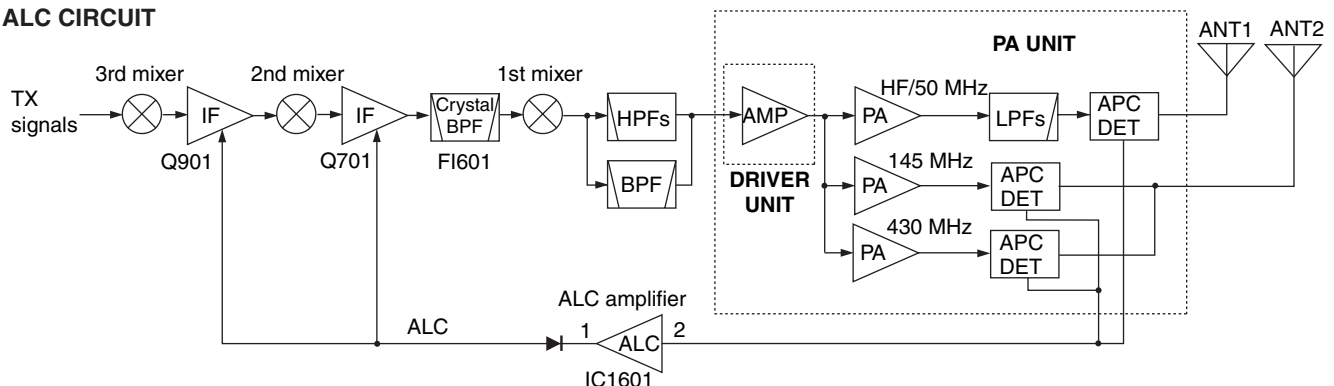 ALC CIRCUIT
ANT1
ANT2
PA UNIT
3rd mixer
2nd mixer
1st mixer
HF/50 MHz
TX
signals
IF
IF
Crystal
BPF
HPFs
AMP
PA
LPFs
APC
DET
Q901
Q701
FI601
BPF
DRIVER
UNIT
145 MHz
PA
APC
DET
430 MHz
PA
APC
DET
ALC amplifier
ALC
1
ALC
2
IC1601